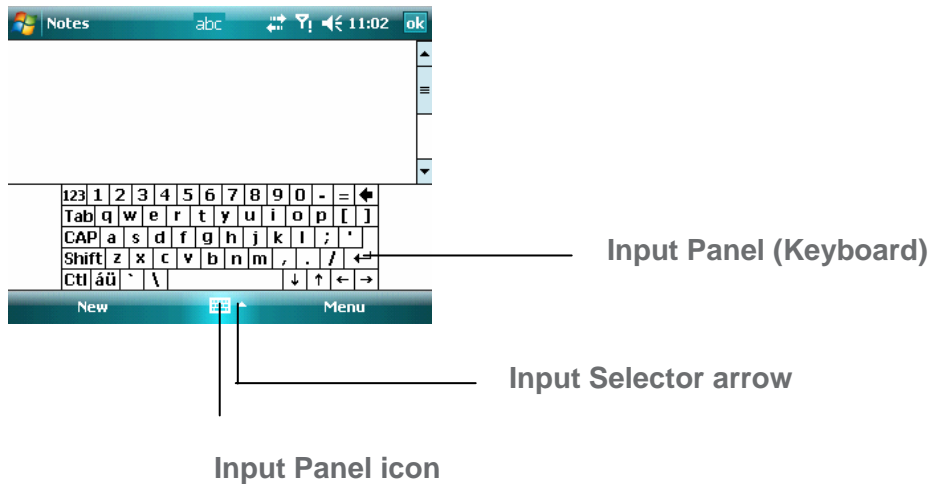 Notes abc 11:02 ok
123 1 2 3 4 5 6 7 8 9 0 - =
Tab q w e r t y u i o p [ ]
CAP a s d f g h j k l ; '
Shift z x c v b n m , . /
Ctl áü ` \ ↓ ↑ ← →
New Menu
Input Panel (Keyboard)
Input Selector arrow
Input Panel icon